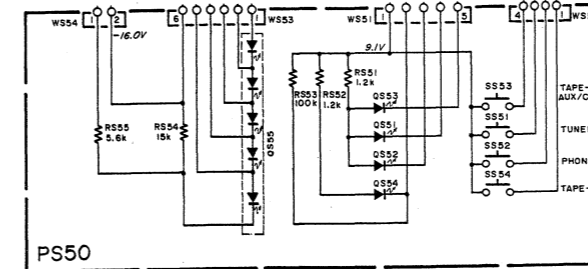 WS54 1 2
6 1 WS53
WS51 1 5
4 1 WS
-16.0V
9.1V
RS55
5.6k
RS54
15k
QS55
RS53
100k
RS52
1.2k
RS51
1.2k
QS53
QS51
QS52
QS54
SS53
SS51
SS52
SS54
TAPE-
AUX/C
TUNE
PHON
TAPE-
PS50